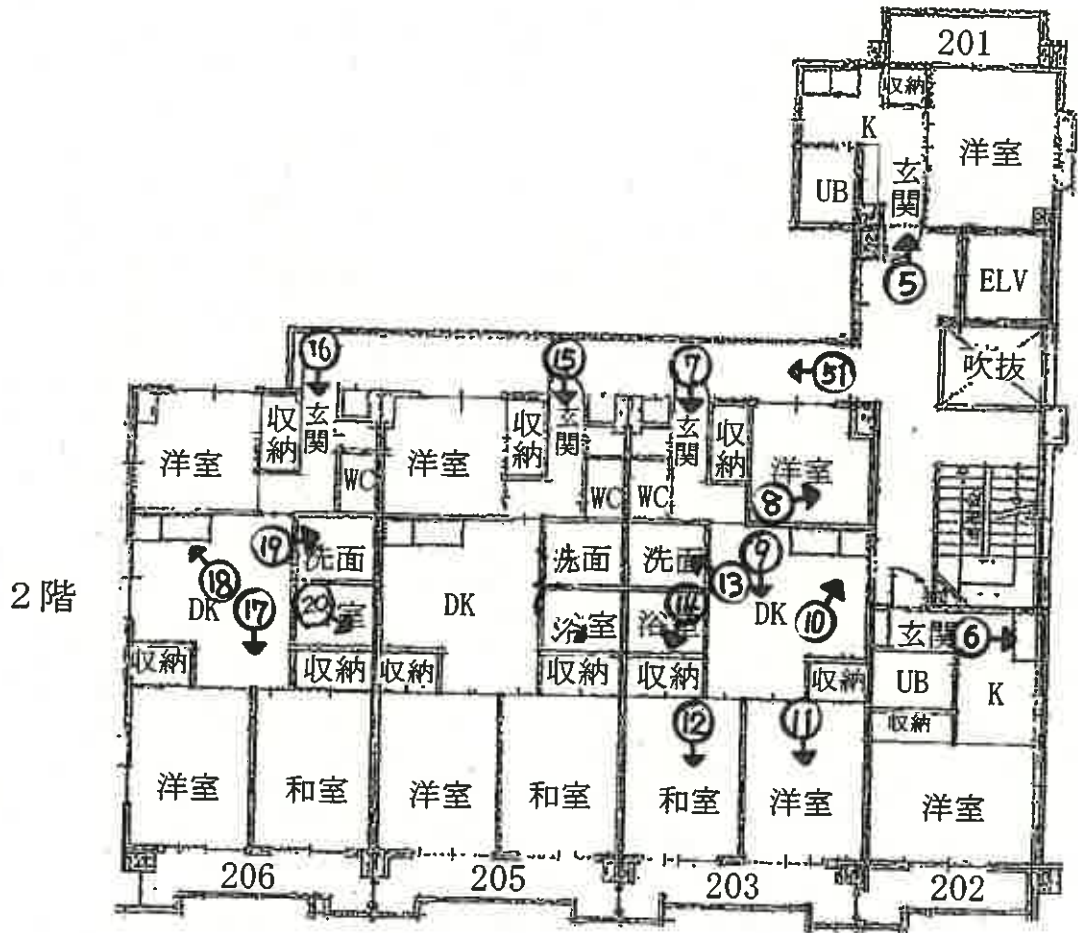 201
収納
K
洋室
玄関
UB
⑤
ELV
吹抜
⑯
⑮
⑦
�51
洋室
収納
玄関
WC
洋室
収納
玄関
WC
WC
玄関
収納
洋室
⑧
⑲
洗面
洗面
洗面
⑬
⑨
2階
⑱
DK
⑰
⑳
室
DK
浴室
浴室
⑭
DK
⑩
玄関
⑥
収納
収納
収納
収納
収納
収納
UB
K
収納
⑫
⑪
洋室
和室
洋室
和室
和室
洋室
洋室
206
205
203
202